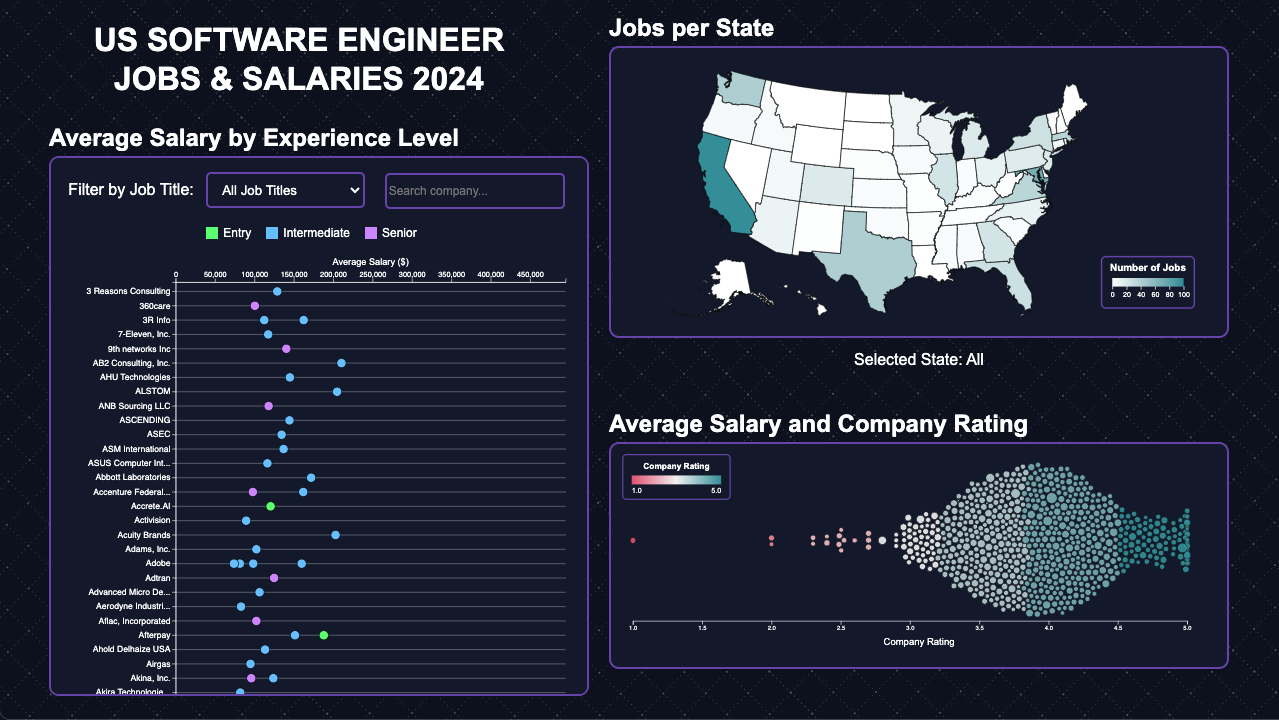 US SOFTWARE ENGINEER
JOBS & SALARIES 2024
Average Salary by Experience Level
Filter by Job Title:
All Job Titles
Search company...
Entry
Intermediate
Senior
Average Salary ($)
0 50,000 100,000 150,000 200,000 250,000 300,000 350,000 400,000 450,000
3 Reasons Consulting
360care
3R Info
7-Eleven, Inc.
9th networks Inc
AB2 Consulting, Inc.
AHU Technologies
ALSTOM
ANB Sourcing LLC
ASCENDING
ASEC
ASM International
ASUS Computer Int...
Abbott Laboratories
Accenture Federal...
Accrete.AI
Activision
Acuity Brands
Adams, Inc.
Adobe
Adtran
Advanced Micro De...
Aerodyne Industri...
Aflac, Incorporated
Afterpay
Ahold Delhaize USA
Airgas
Akina, Inc.
Akira Technologie...
Jobs per State
Number of Jobs
0 20 40 60 80 100
Selected State: All
Average Salary and Company Rating
Company Rating
1.0 5.0
1.0 1.5 2.0 2.5 3.0 3.5 4.0 4.5 5.0
Company Rating